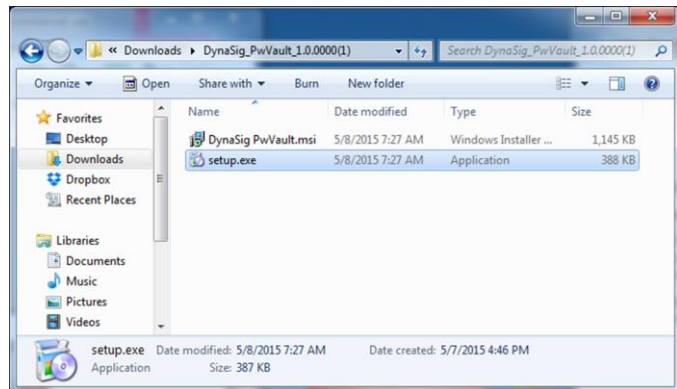 « Downloads ▸ DynaSig_PwVault_1.0.0000(1) Search DynaSig_PwVault_1.0.0000(1)
Organize Open Share with Burn New folder
Favorites
Desktop
Downloads
Dropbox
Recent Places
Libraries
Documents
Music
Pictures
Videos
Name Date modified Type Size
DynaSig PwVault.msi 5/8/2015 7:27 AM Windows Installer ... 1,145 KB
setup.exe 5/8/2015 7:27 AM Application 388 KB
setup.exe Date modified: 5/8/2015 7:27 AM Date created: 5/7/2015 4:46 PM
Application Size: 387 KB